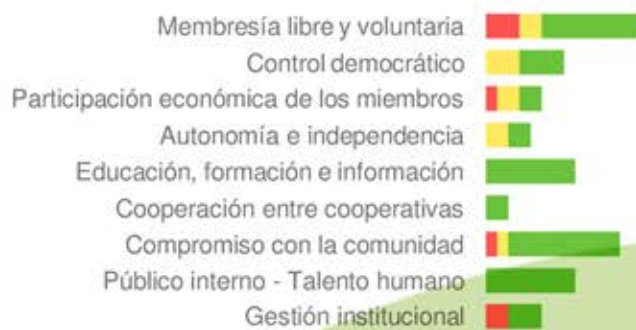 Membresía libre y voluntaria
Control democrático
Participación económica de los miembros
Autonomía e independencia
Educación, formación e información
Cooperación entre cooperativas
Compromiso con la comunidad
Público interno - Talento humano
Gestión institucional